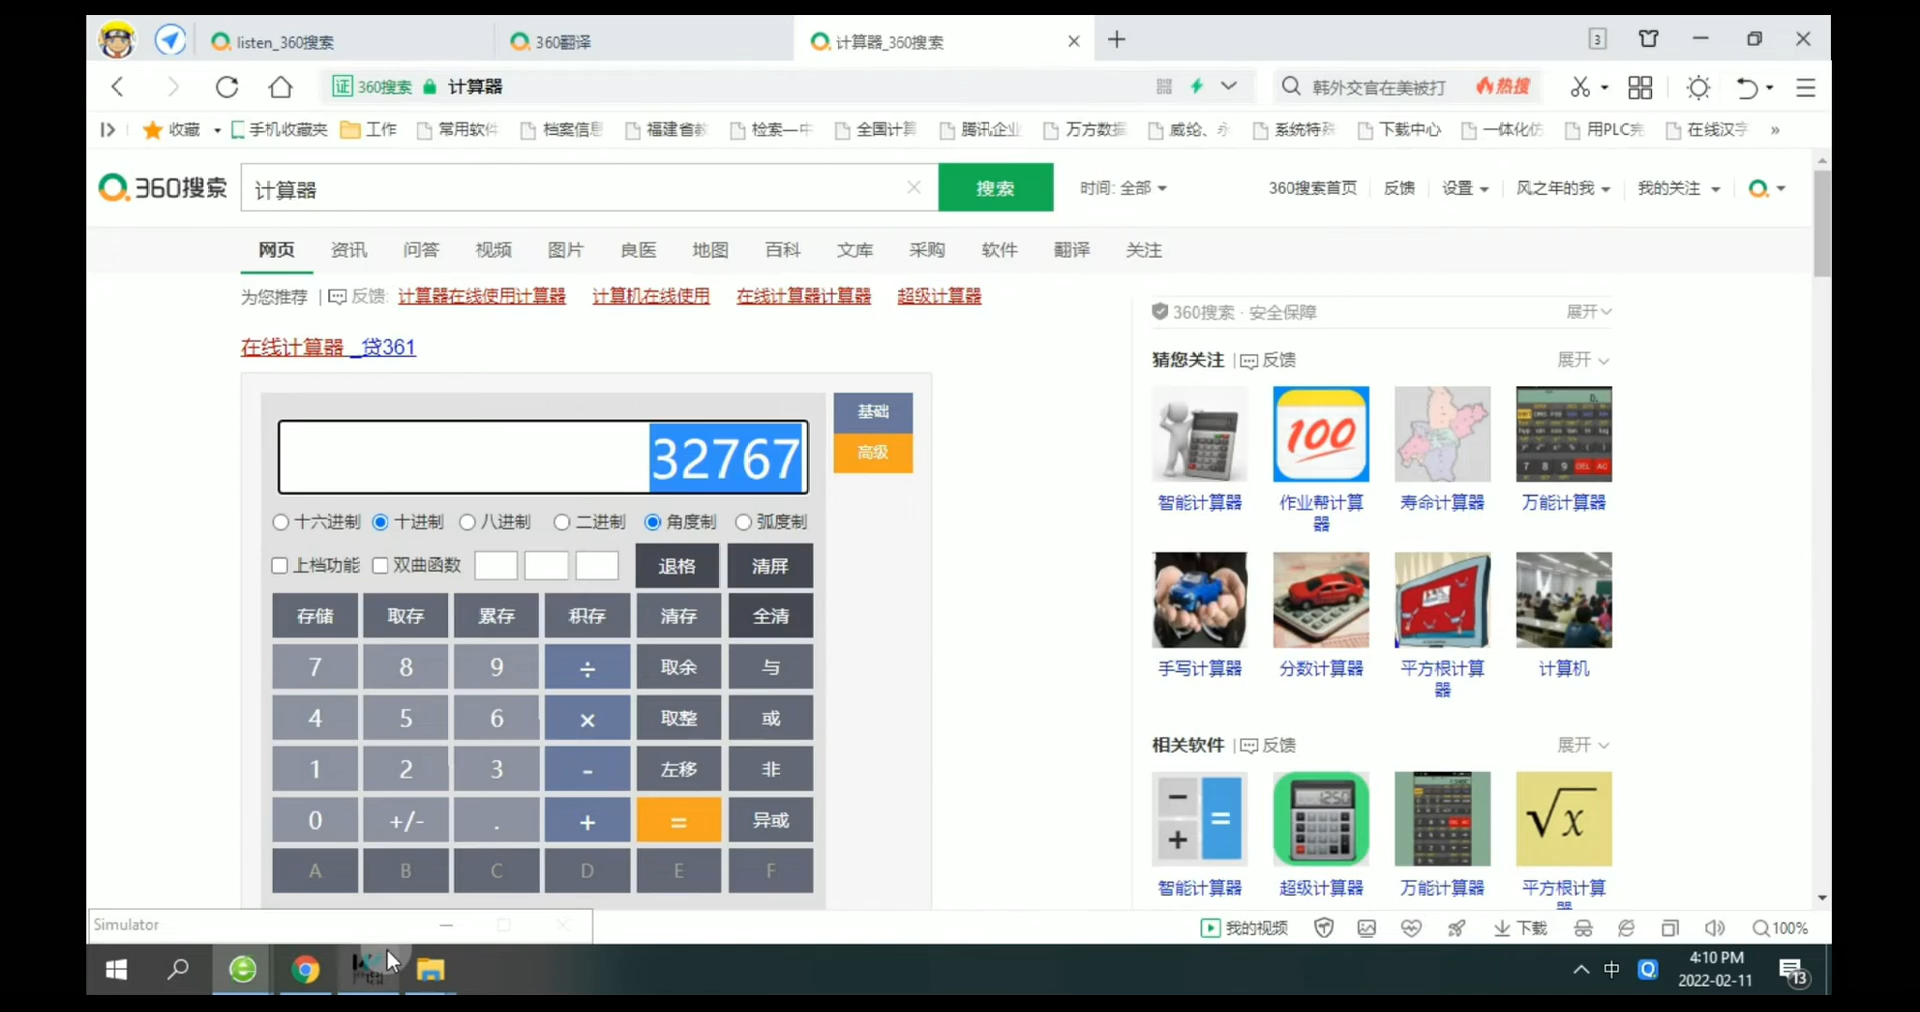 listen_360搜索
360翻译
计算器_360搜索
3
证 360搜索 计算器
韩外交官在美被打 热搜
收藏 手机收藏夹 工作 常用软件 档案信息 福建省 检索一中 全国计算 腾讯企业 万方数据 威纶、永 系统特殊 下载中心 一体化仿 用PLC完 在线汉字 »
360搜索
计算器
搜索
时间: 全部
360搜索首页 反馈 设置 风之年的我 我的关注
网页 资讯 问答 视频 图片 良医 地图 百科 文库 采购 软件 翻译 关注
为您推荐 反馈: 计算器在线使用计算器 计算机在线使用 在线计算器计算器 超级计算器
在线计算器 _贷361
32767
基础
高级
十六进制 十进制 八进制 二进制 角度制 弧度制
上档功能 双曲函数 退格 清屏
存储 取存 累存 积存 清存 全清
7 8 9 ÷ 取余 与
4 5 6 × 取整 或
1 2 3 - 左移 非
0 +/- . + = 异或
A B C D E F
360搜索 · 安全保障 展开
猜您关注 反馈 展开
100
智能计算器 作业帮计算器 寿命计算器 万能计算器
手写计算器 分数计算器 平方根计算器 计算机
相关软件 反馈 展开
1250
√x
智能计算器 超级计算器 万能计算器 平方根计算器
Simulator
我的视频 下载 100%
中
4:10 PM
2022-02-11
13